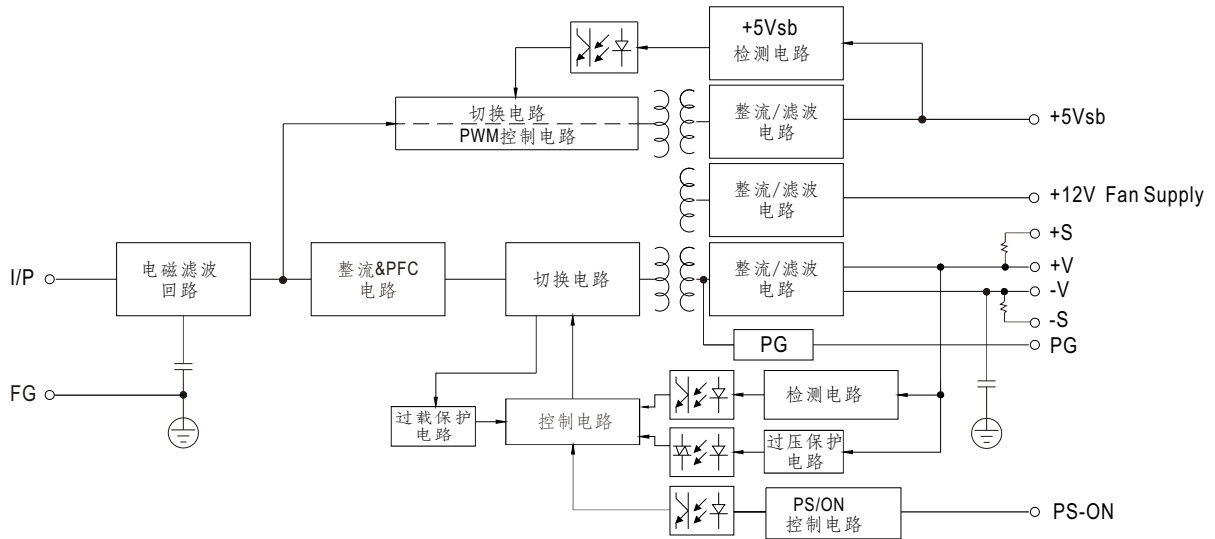 +5Vsb
检测电路
切换电路
PWM控制电路
整流/滤波
电路
+5Vsb
整流/滤波
电路
+12V Fan Supply
+S
I/P
电磁滤波
回路
整流&PFC
电路
切换电路
整流/滤波
电路
+V
-V
-S
PG
PG
FG
过载保护
电路
控制电路
检测电路
过压保护
电路
PS/ON
控制电路
PS-ON